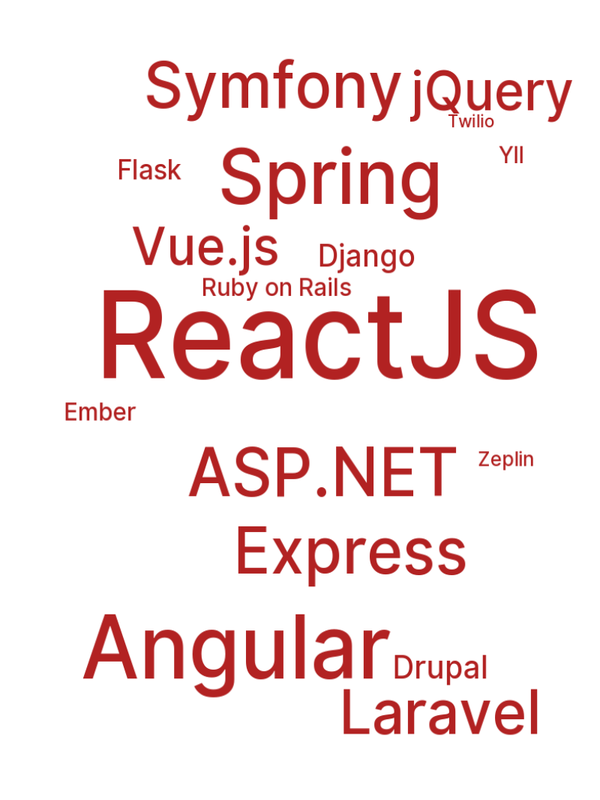 Symfony jQuery
Twilio
YII
Flask
Spring
Vue.js
Django
Ruby on Rails
ReactJS
Ember
ASP.NET
Zeplin
Express
Angular
Drupal
Laravel